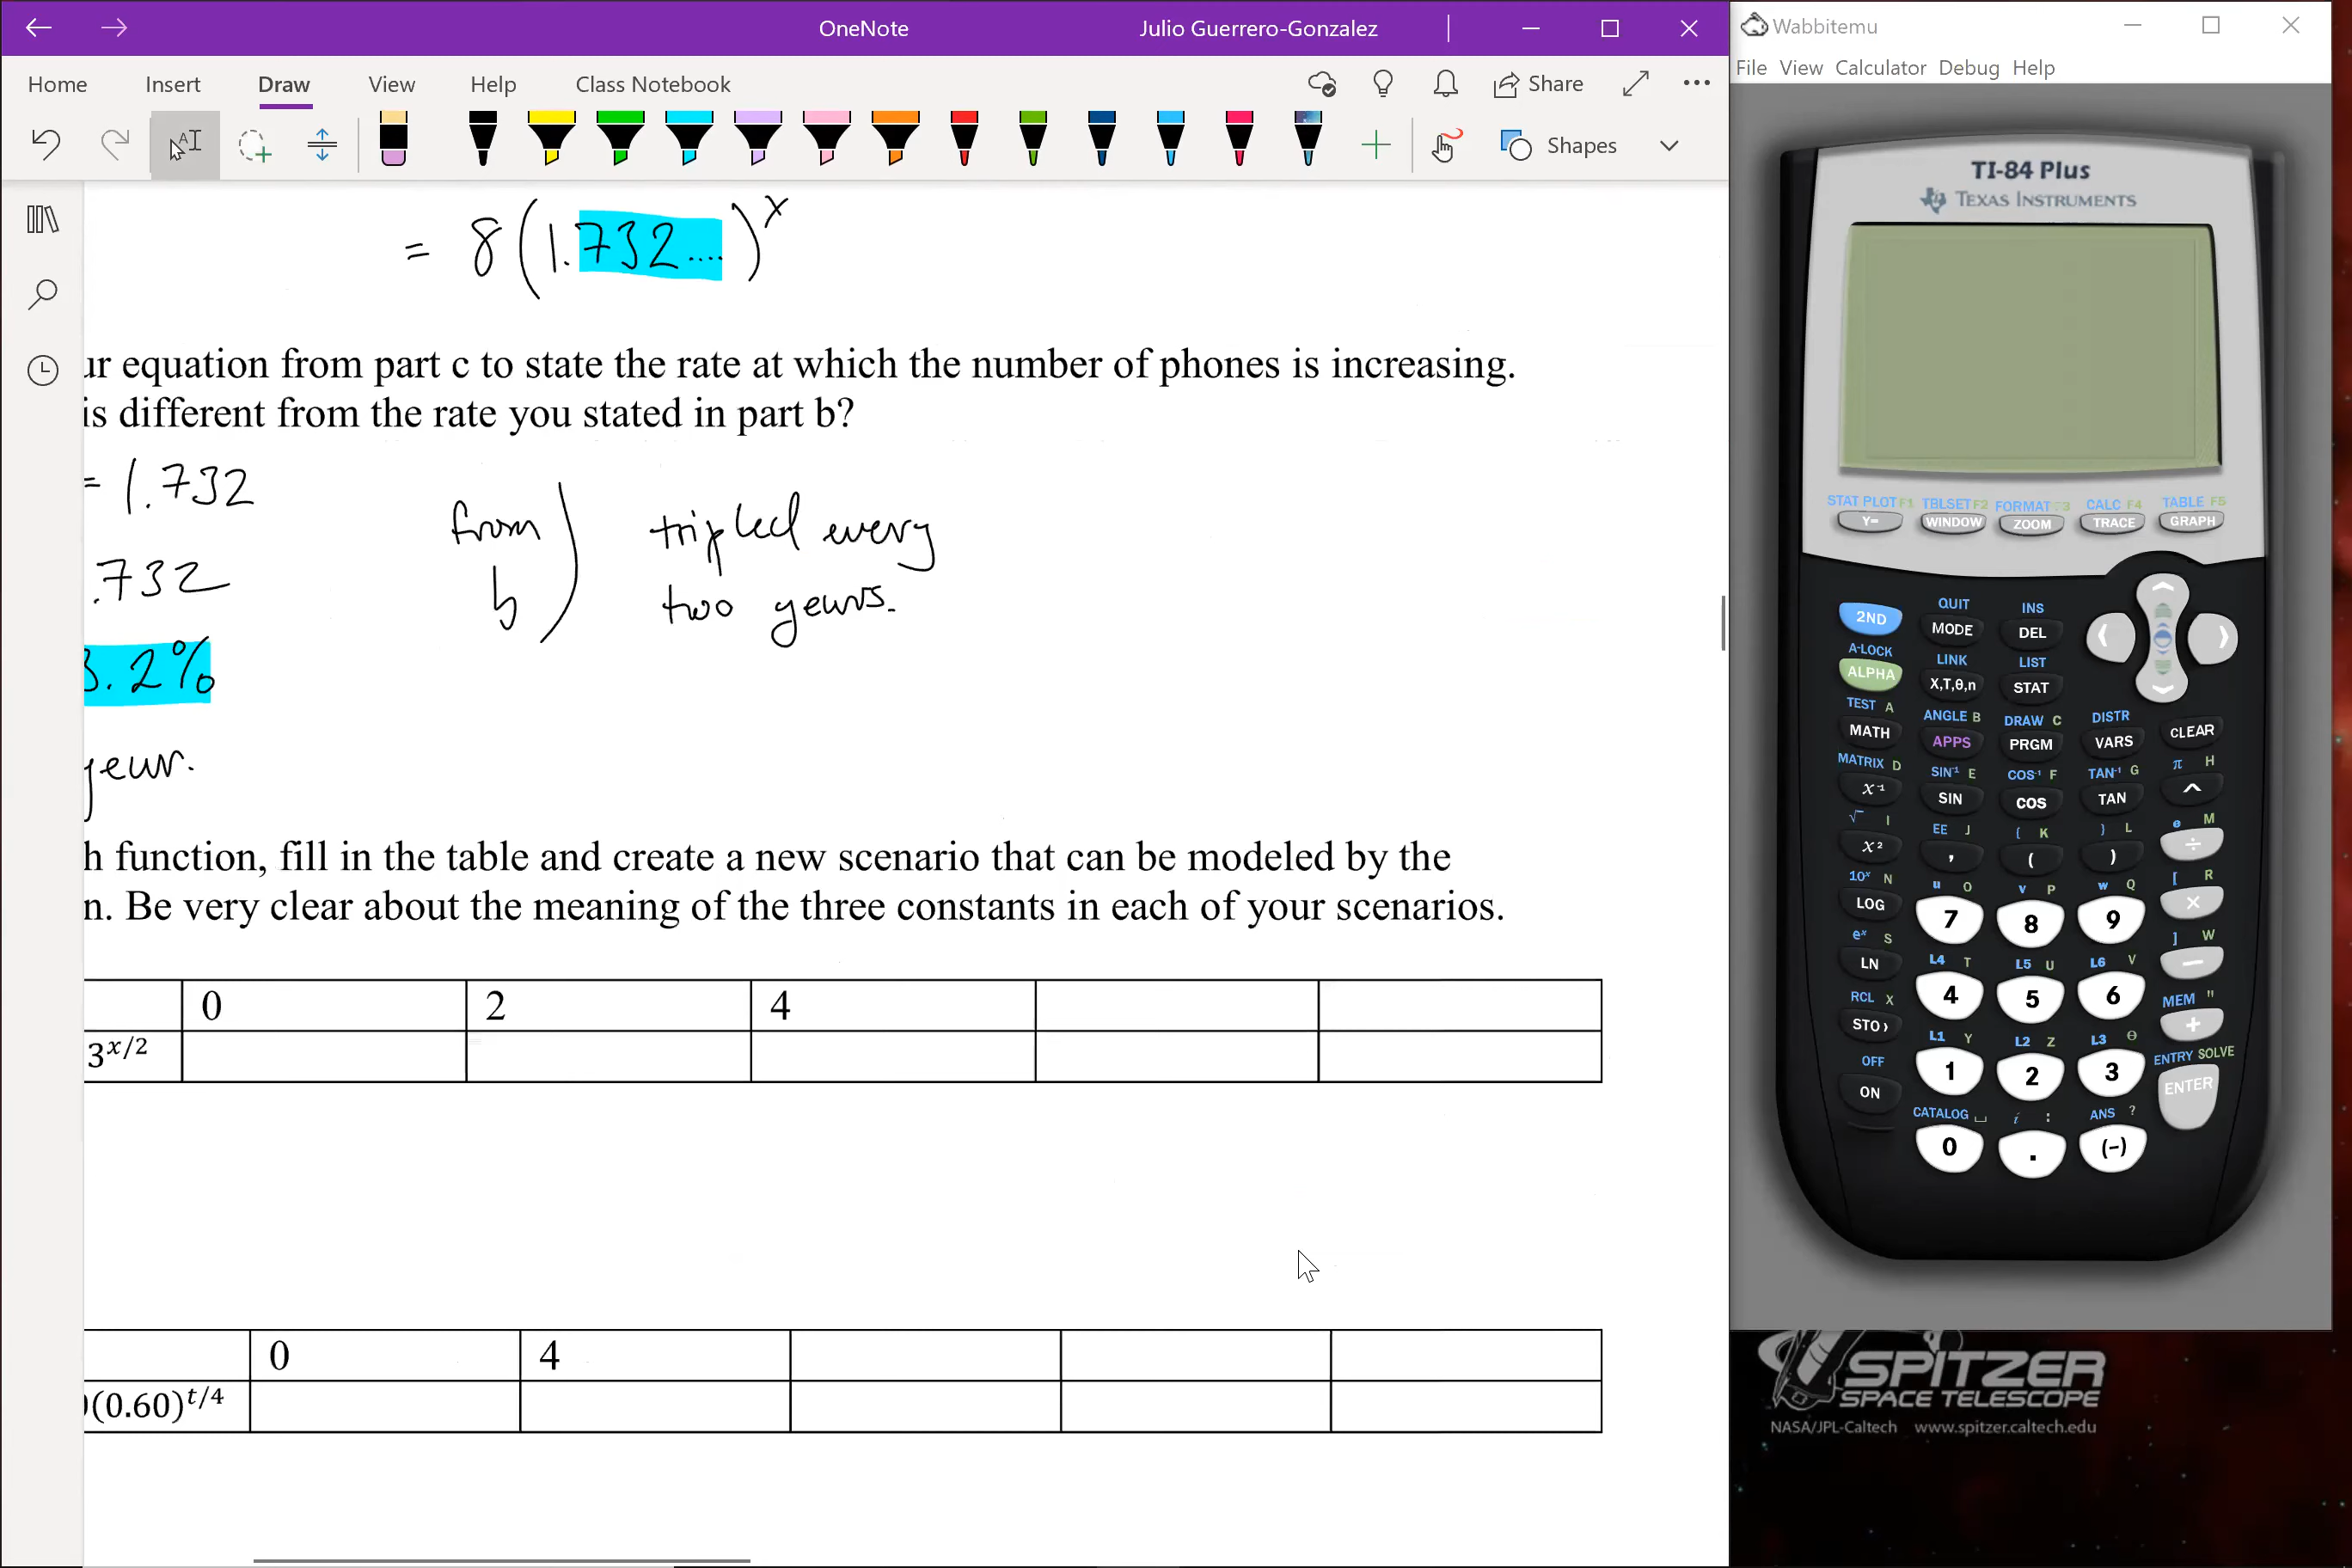 OneNote
Julio Guerrero-Gonzalez
Home Insert Draw View Help Class Notebook Share
Shapes
= 8(1.732....)^x
ur equation from part c to state the rate at which the number of phones is increasing.
is different from the rate you stated in part b?
= 1.732
.732
3.2%
year.
from b) tripled every
two years.
h function, fill in the table and create a new scenario that can be modeled by the
n. Be very clear about the meaning of the three constants in each of your scenarios.
0 2 4
3^{x/2}
0 4
)(0.60)^{t/4}
Wabbitemu
File View Calculator Debug Help
TI-84 Plus
TEXAS INSTRUMENTS
STAT PLOT F1 TBLSET F2 FORMAT F3 CALC F4 TABLE F5
Y= WINDOW ZOOM TRACE GRAPH
QUIT INS
2ND MODE DEL
A-LOCK LINK LIST
ALPHA X,T,θ,n STAT
TEST A ANGLE B DRAW C DISTR
MATH APPS PRGM VARS CLEAR
MATRIX D SIN⁻¹ E COS⁻¹ F TAN⁻¹ G π H
x⁻¹ SIN COS TAN ^
√ I EE J { K } L e M
x² , ( ) ÷
10ˣ N u O v P w Q [ R
LOG 7 8 9 ×
eˣ S L4 T L5 U L6 V ] W
LN 4 5 6 −
RCL X L1 Y L2 Z L3 θ MEM "
STO› 1 2 3 +
OFF CATALOG ⎵ i : ANS ? ENTRY SOLVE
ON 0 . (-) ENTER
SPITZER
SPACE TELESCOPE
NASA/JPL-Caltech www.spitzer.caltech.edu